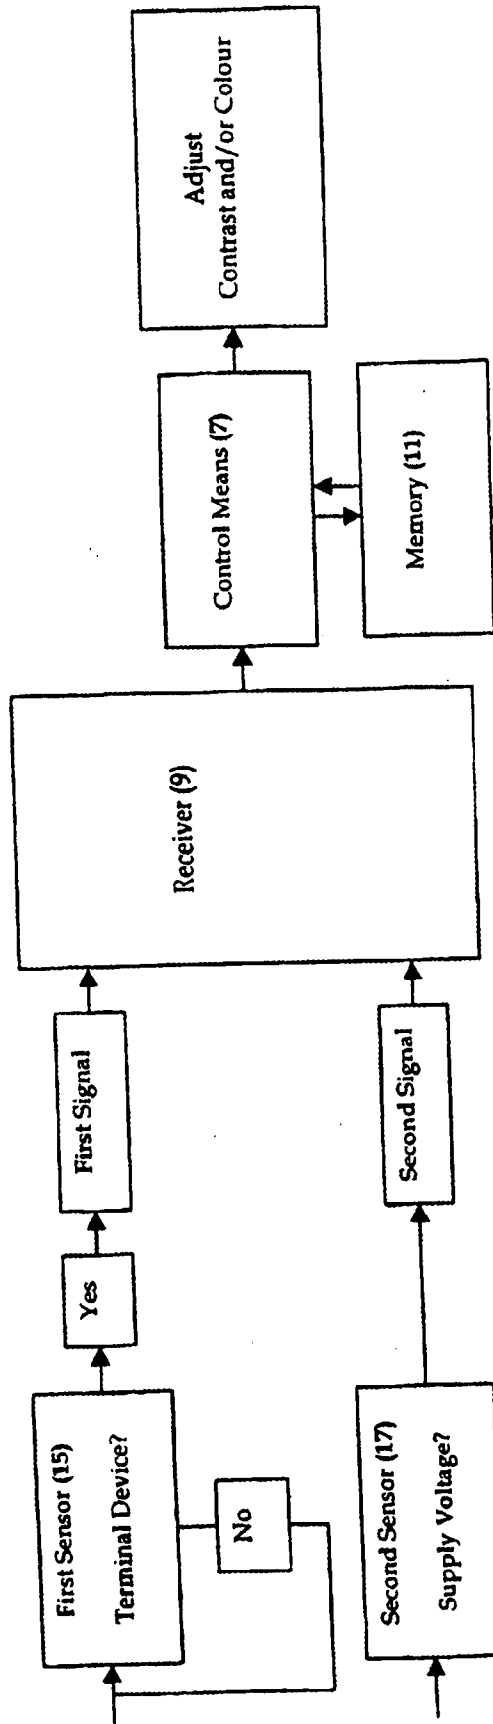 First Sensor (15)
Terminal Device?
Yes
No
First Signal
Second Sensor (17)
Supply Voltage?
Second Signal
Receiver (9)
Control Means (7)
Memory (11)
Adjust
Contrast and/or Colour